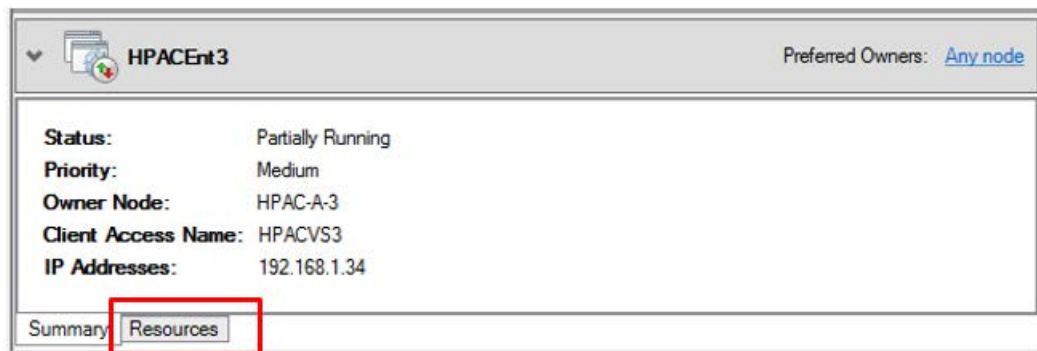 HPACEnt3 Preferred Owners: Any node
Status: Partially Running
Priority: Medium
Owner Node: HPAC-A-3
Client Access Name: HPACVS3
IP Addresses: 192.168.1.34
Summary Resources